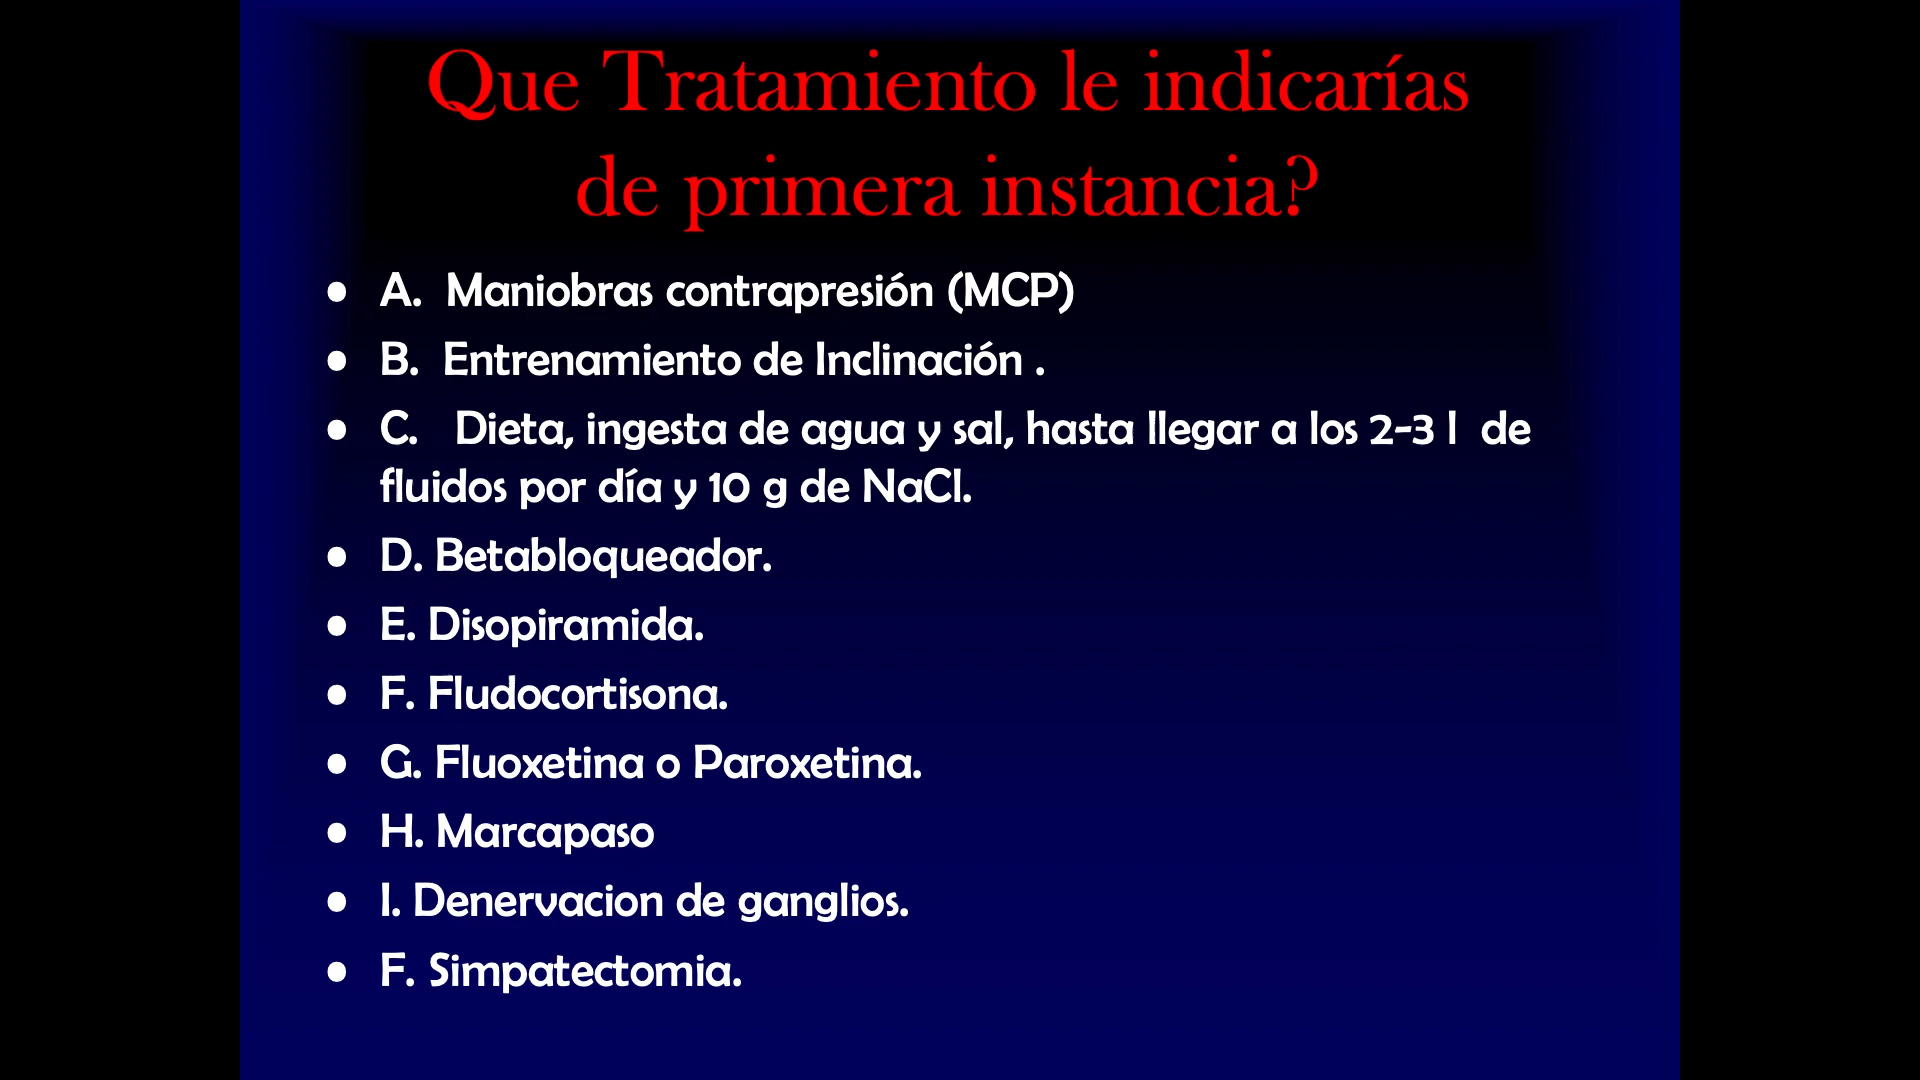 Que Tratamiento le indicarías
de primera instancia?
• A. Maniobras contrapresión (MCP)
• B. Entrenamiento de Inclinación .
• C. Dieta, ingesta de agua y sal, hasta llegar a los 2-3 l de
fluidos por día y 10 g de NaCl.
• D. Betabloqueador.
• E. Disopiramida.
• F. Fludocortisona.
• G. Fluoxetina o Paroxetina.
• H. Marcapaso
• I. Denervacion de ganglios.
• F. Simpatectomia.